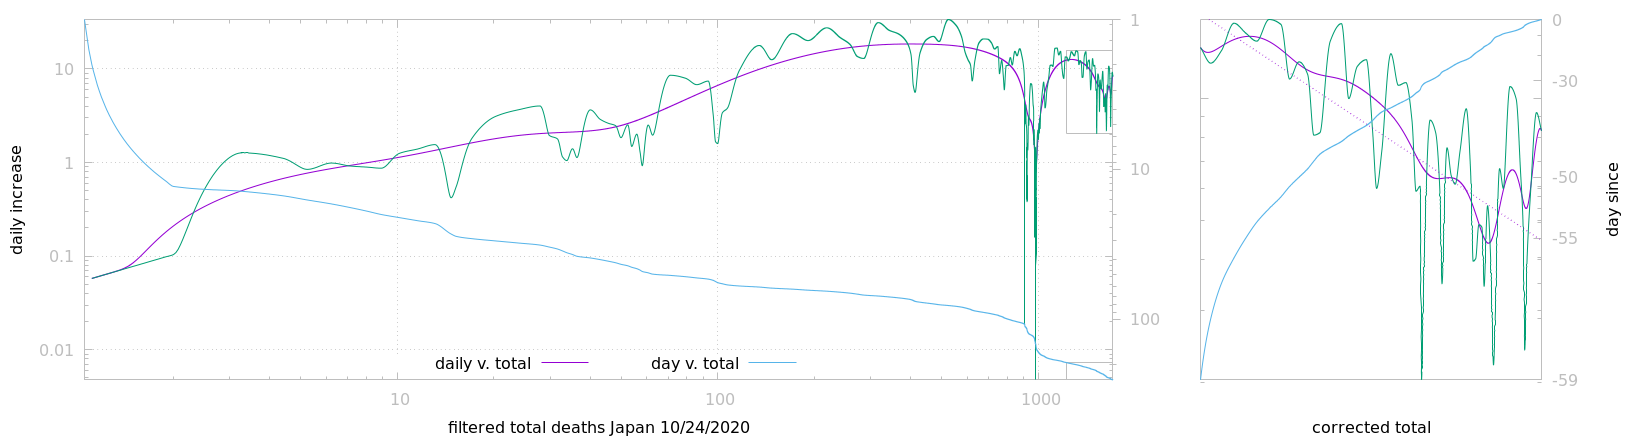 daily increase
10
1
0.1
0.01
daily v. total
day v. total
10
100
1000
filtered total deaths Japan 10/24/2020
1
10
100
0
-30
-50
-55
-59
day since
corrected total